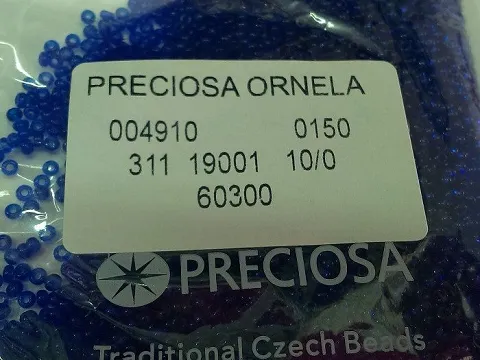 PRECIOSA ORNELA
004910 0150
311 19001 10/0
60300
PRECIOSA
Traditional Czech Beads